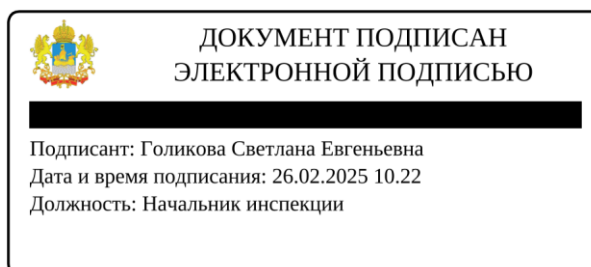 ДОКУМЕНТ ПОДПИСАН
ЭЛЕКТРОННОЙ ПОДПИСЬЮ
Подписант: Голикова Светлана Евгеньевна
Дата и время подписания: 26.02.2025 10.22
Должность: Начальник инспекции